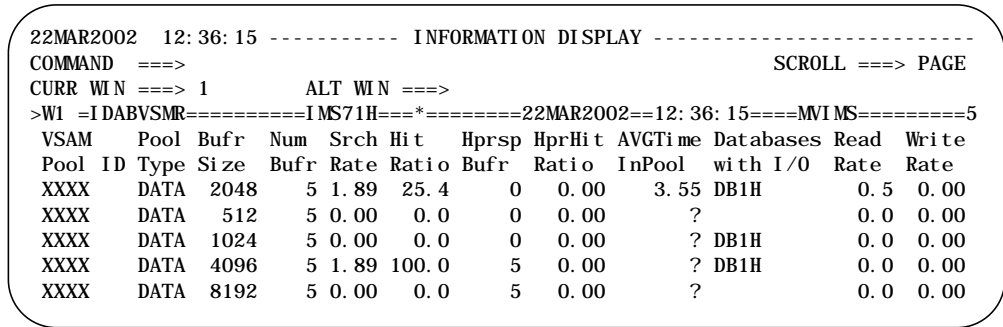 22MAR2002  12:36:15 ----------- INFORMATION DISPLAY ---------------------------
COMMAND  ===>                                                 SCROLL ===> PAGE
CURR WIN ===> 1        ALT WIN ===>
>W1 =IDABVSMR==========IMS71H===*========22MAR2002==12:36:15====MVIMS=========5
 VSAM    Pool Bufr  Num  Srch Hit   Hprsp HprHit AVGTime Databases Read  Write
 Pool ID Type Size  Bufr Rate Ratio Bufr  Ratio  InPool  with I/O  Rate  Rate
 XXXX    DATA  2048    5 1.89  25.4     0   0.00    3.55 DB1H       0.5  0.00
 XXXX    DATA   512    5 0.00   0.0     0   0.00       ?            0.0  0.00
 XXXX    DATA  1024    5 0.00   0.0     0   0.00       ? DB1H       0.0  0.00
 XXXX    DATA  4096    5 1.89 100.0     5   0.00       ? DB1H       0.0  0.00
 XXXX    DATA  8192    5 0.00   0.0     5   0.00       ?            0.0  0.00